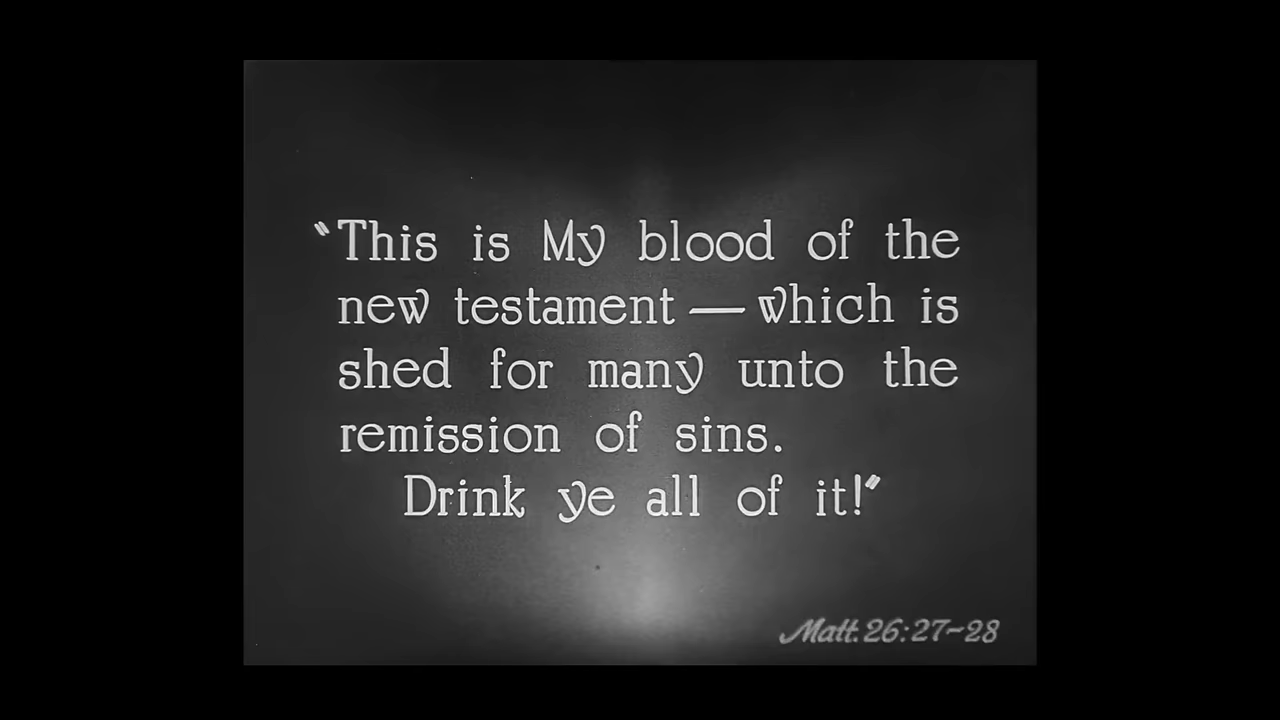 “This is My blood of the
new testament — which is
shed for many unto the
remission of sins.
Drink ye all of it!”
Matt. 26:27-28